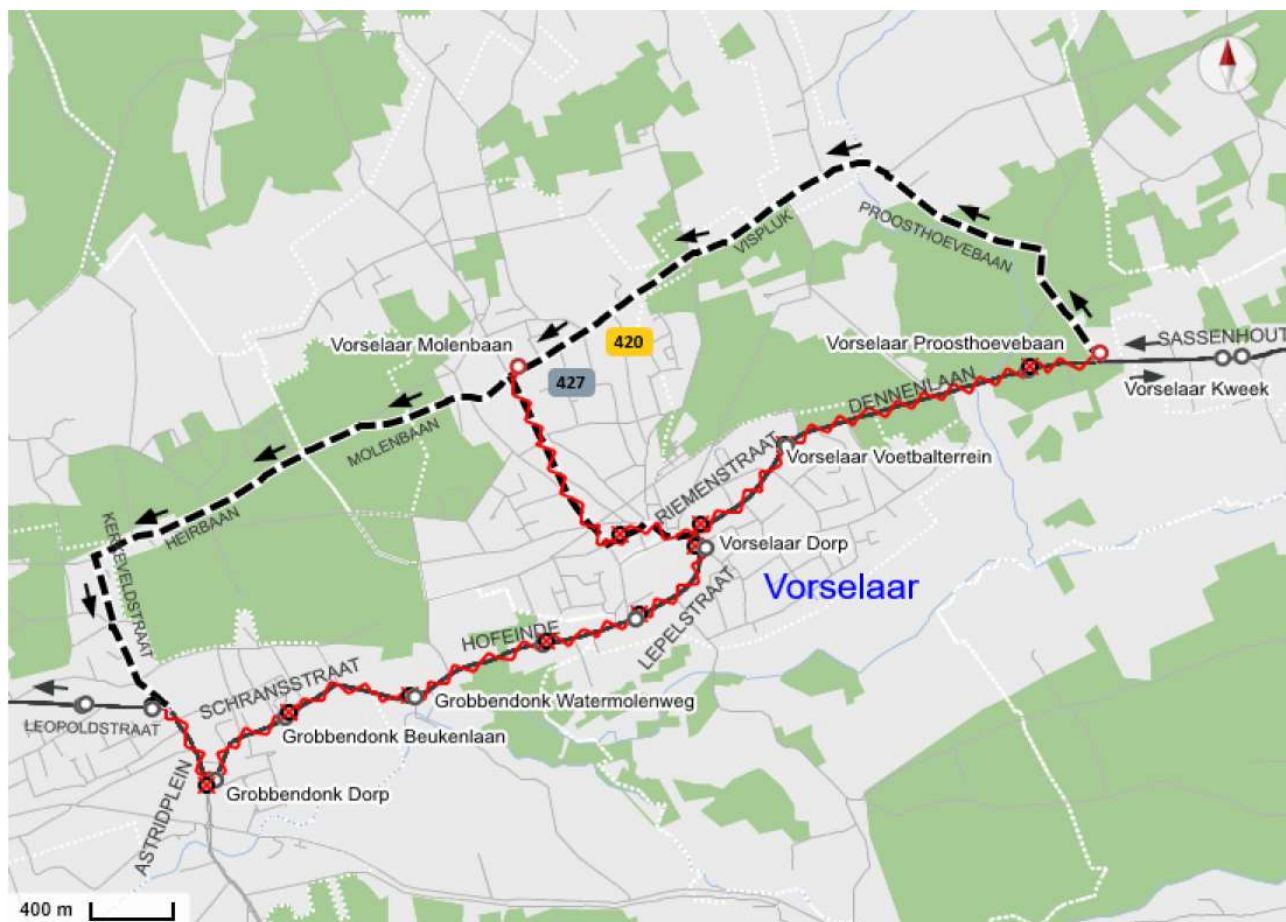 VISPLUK
PROOSTHOEVEBAAN
420
427
Vorselaar Molenbaan
Vorselaar Proosthoevebaan
SASSENHOUT
Vorselaar Kweek
DENNENLAAN
MOLENBAAN
RIEMENSTRAAT
Vorselaar Voetbalterrein
HEIRBAAN
KERKEVELDSTRAAT
Vorselaar Dorp
Vorselaar
HOFEINDE
LEPELSTRAAT
SCHRANSSTRAAT
Grobbendonk Watermolenweg
LEOPOLDSTRAAT
Grobbendonk Beukenlaan
ASTRIDPLEIN
Grobbendonk Dorp
400 m